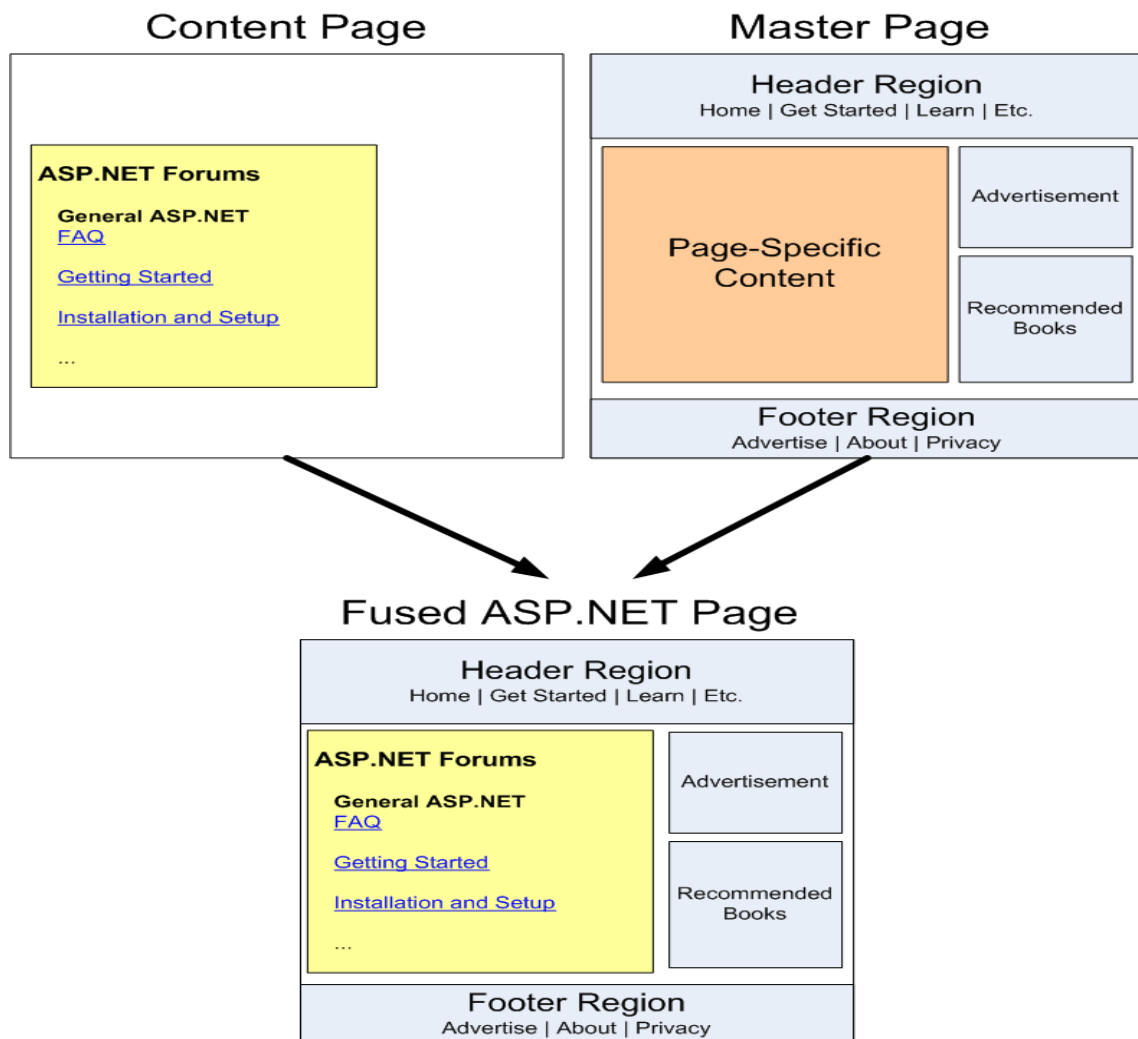 Content Page
ASP.NET Forums
General ASP.NET
FAQ
Getting Started
Installation and Setup
...
Master Page
Header Region
Home | Get Started | Learn | Etc.
Page-Specific
Content
Advertisement
Recommended
Books
Footer Region
Advertise | About | Privacy
Fused ASP.NET Page
Header Region
Home | Get Started | Learn | Etc.
ASP.NET Forums
General ASP.NET
FAQ
Getting Started
Installation and Setup
...
Advertisement
Recommended
Books
Footer Region
Advertise | About | Privacy